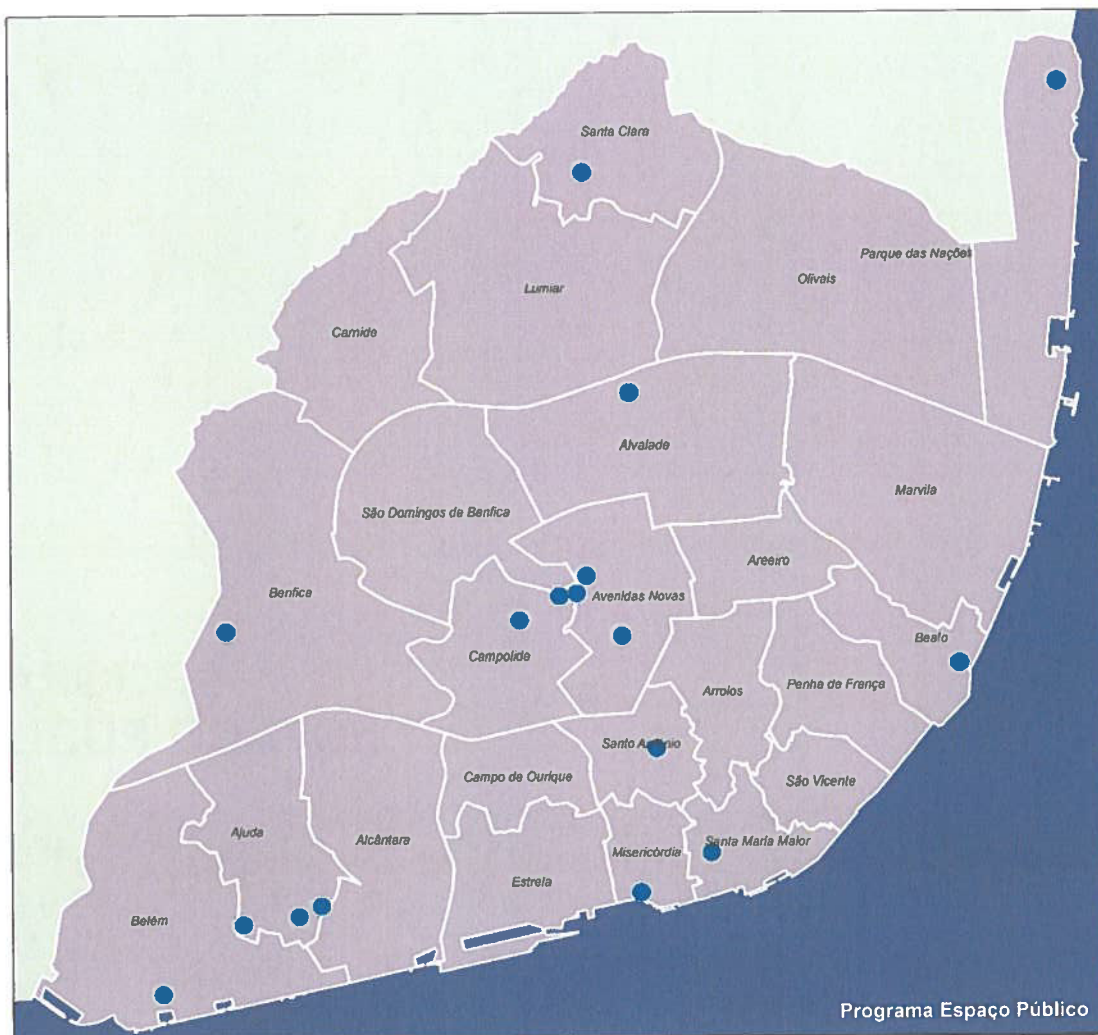 Santa Clara
Parque das Nações
Olivais
Lumiar
Carnide
Alvalade
Marvila
São Domingos de Benfica
Areeiro
Benfica
Avenidas Novas
Beato
Campolide
Penha de França
Arroios
Santo António
Campo de Ourique
São Vicente
Ajuda
Alcântara
Santa Maria Maior
Misericórdia
Estrela
Belém
Programa Espaço Público